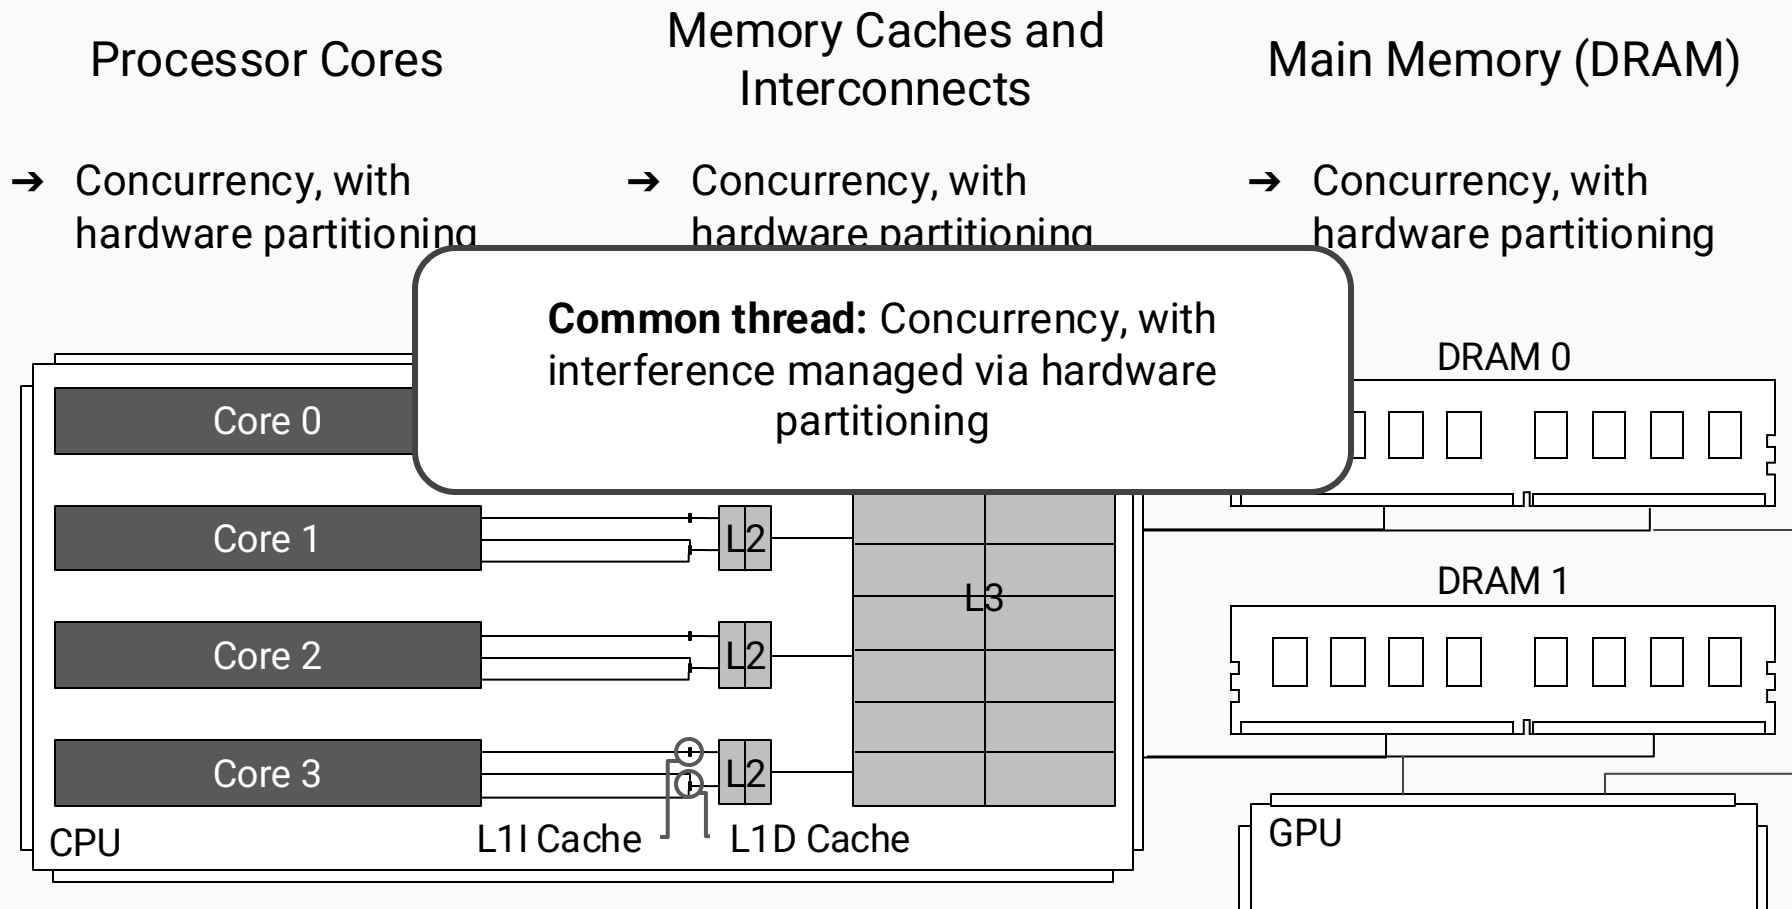 Processor Cores
Memory Caches and
Interconnects
Main Memory (DRAM)
➔ Concurrency, with
hardware partitioning
➔ Concurrency, with
hardware partitioning
➔ Concurrency, with
hardware partitioning
Common thread: Concurrency, with
interference managed via hardware
partitioning
DRAM 0
Core 0
Core 1
L2
DRAM 1
L3
Core 2
L2
Core 3
L2
CPU
L1I Cache
L1D Cache
GPU